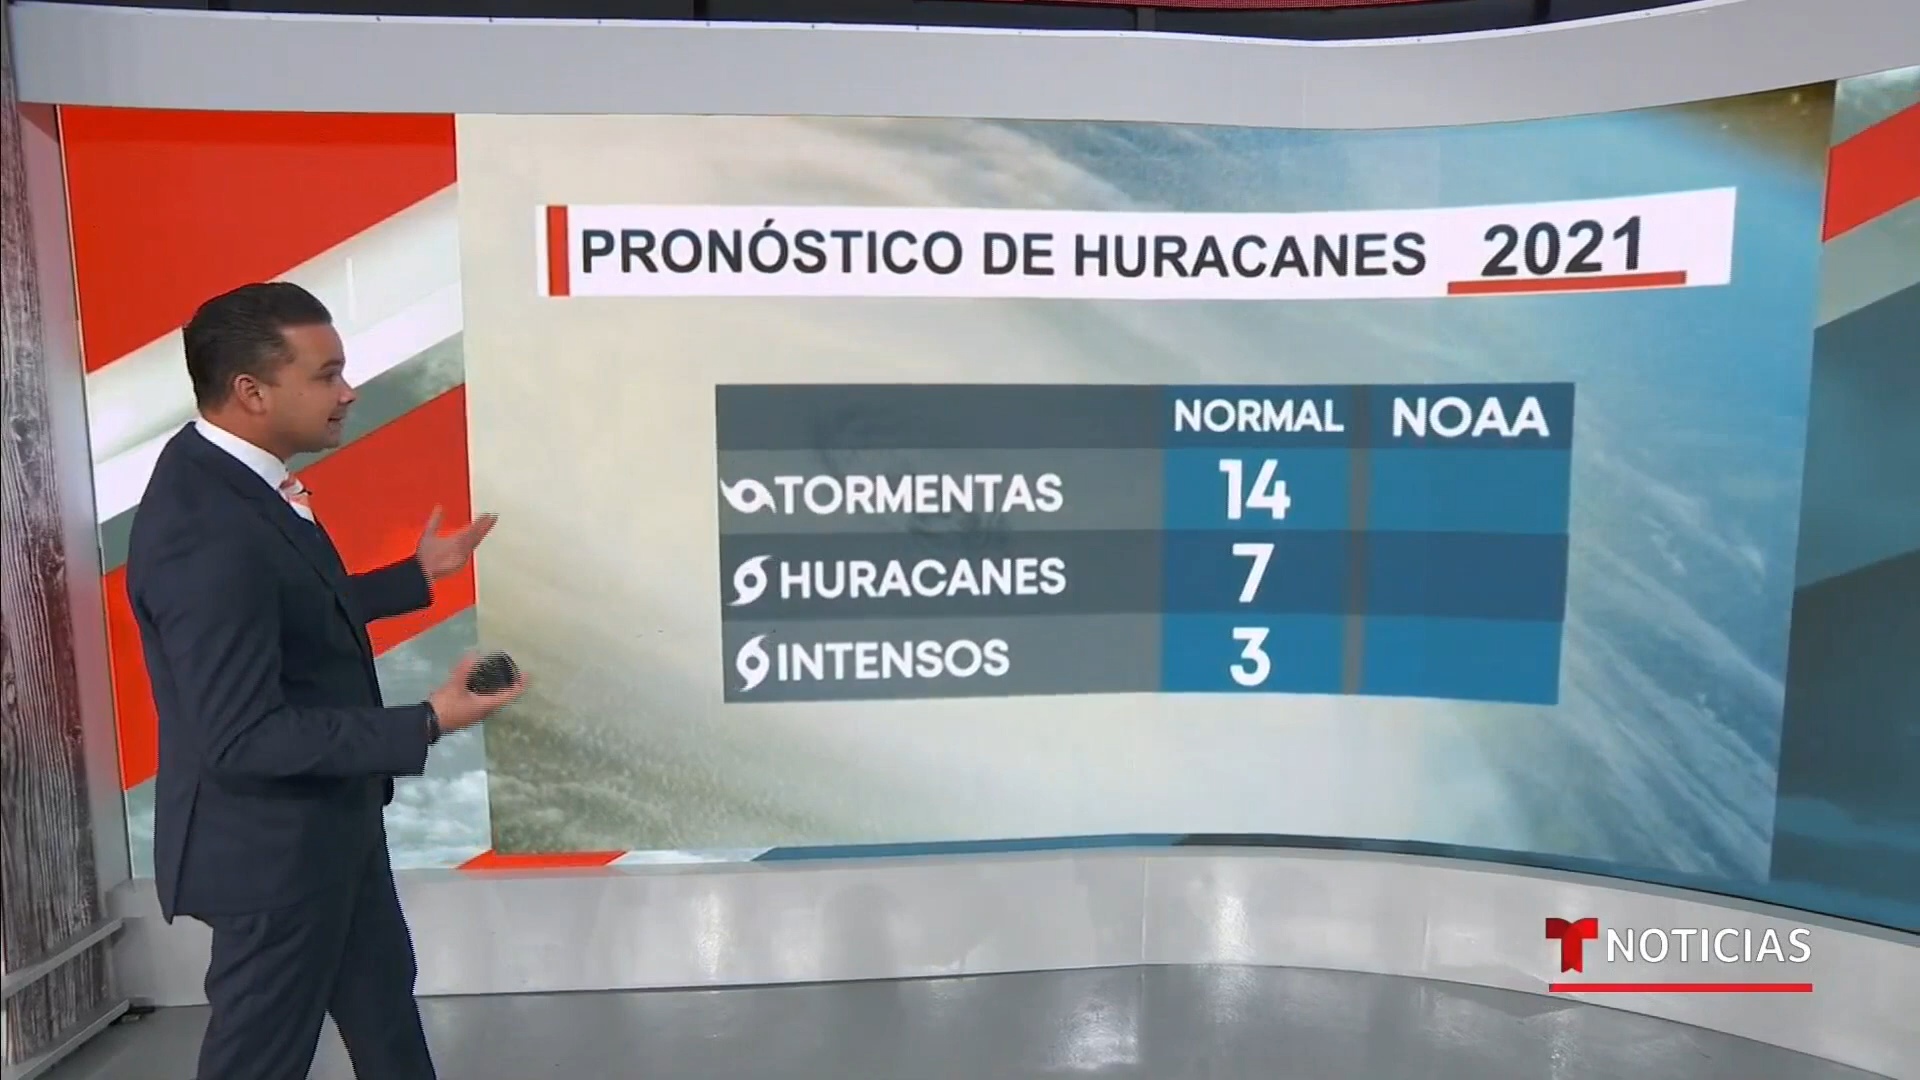 PRONÓSTICO DE HURACANES 2021
NORMAL NOAA
TORMENTAS 14
HURACANES 7
INTENSOS 3
NOTICIAS